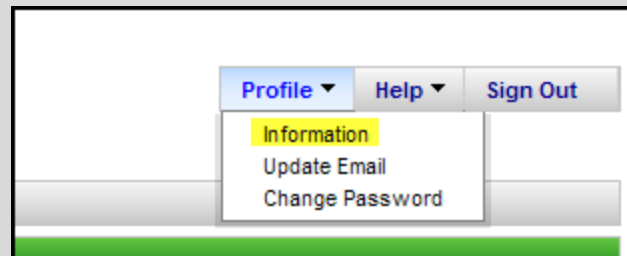 Profile Help Sign Out
Information
Update Email
Change Password